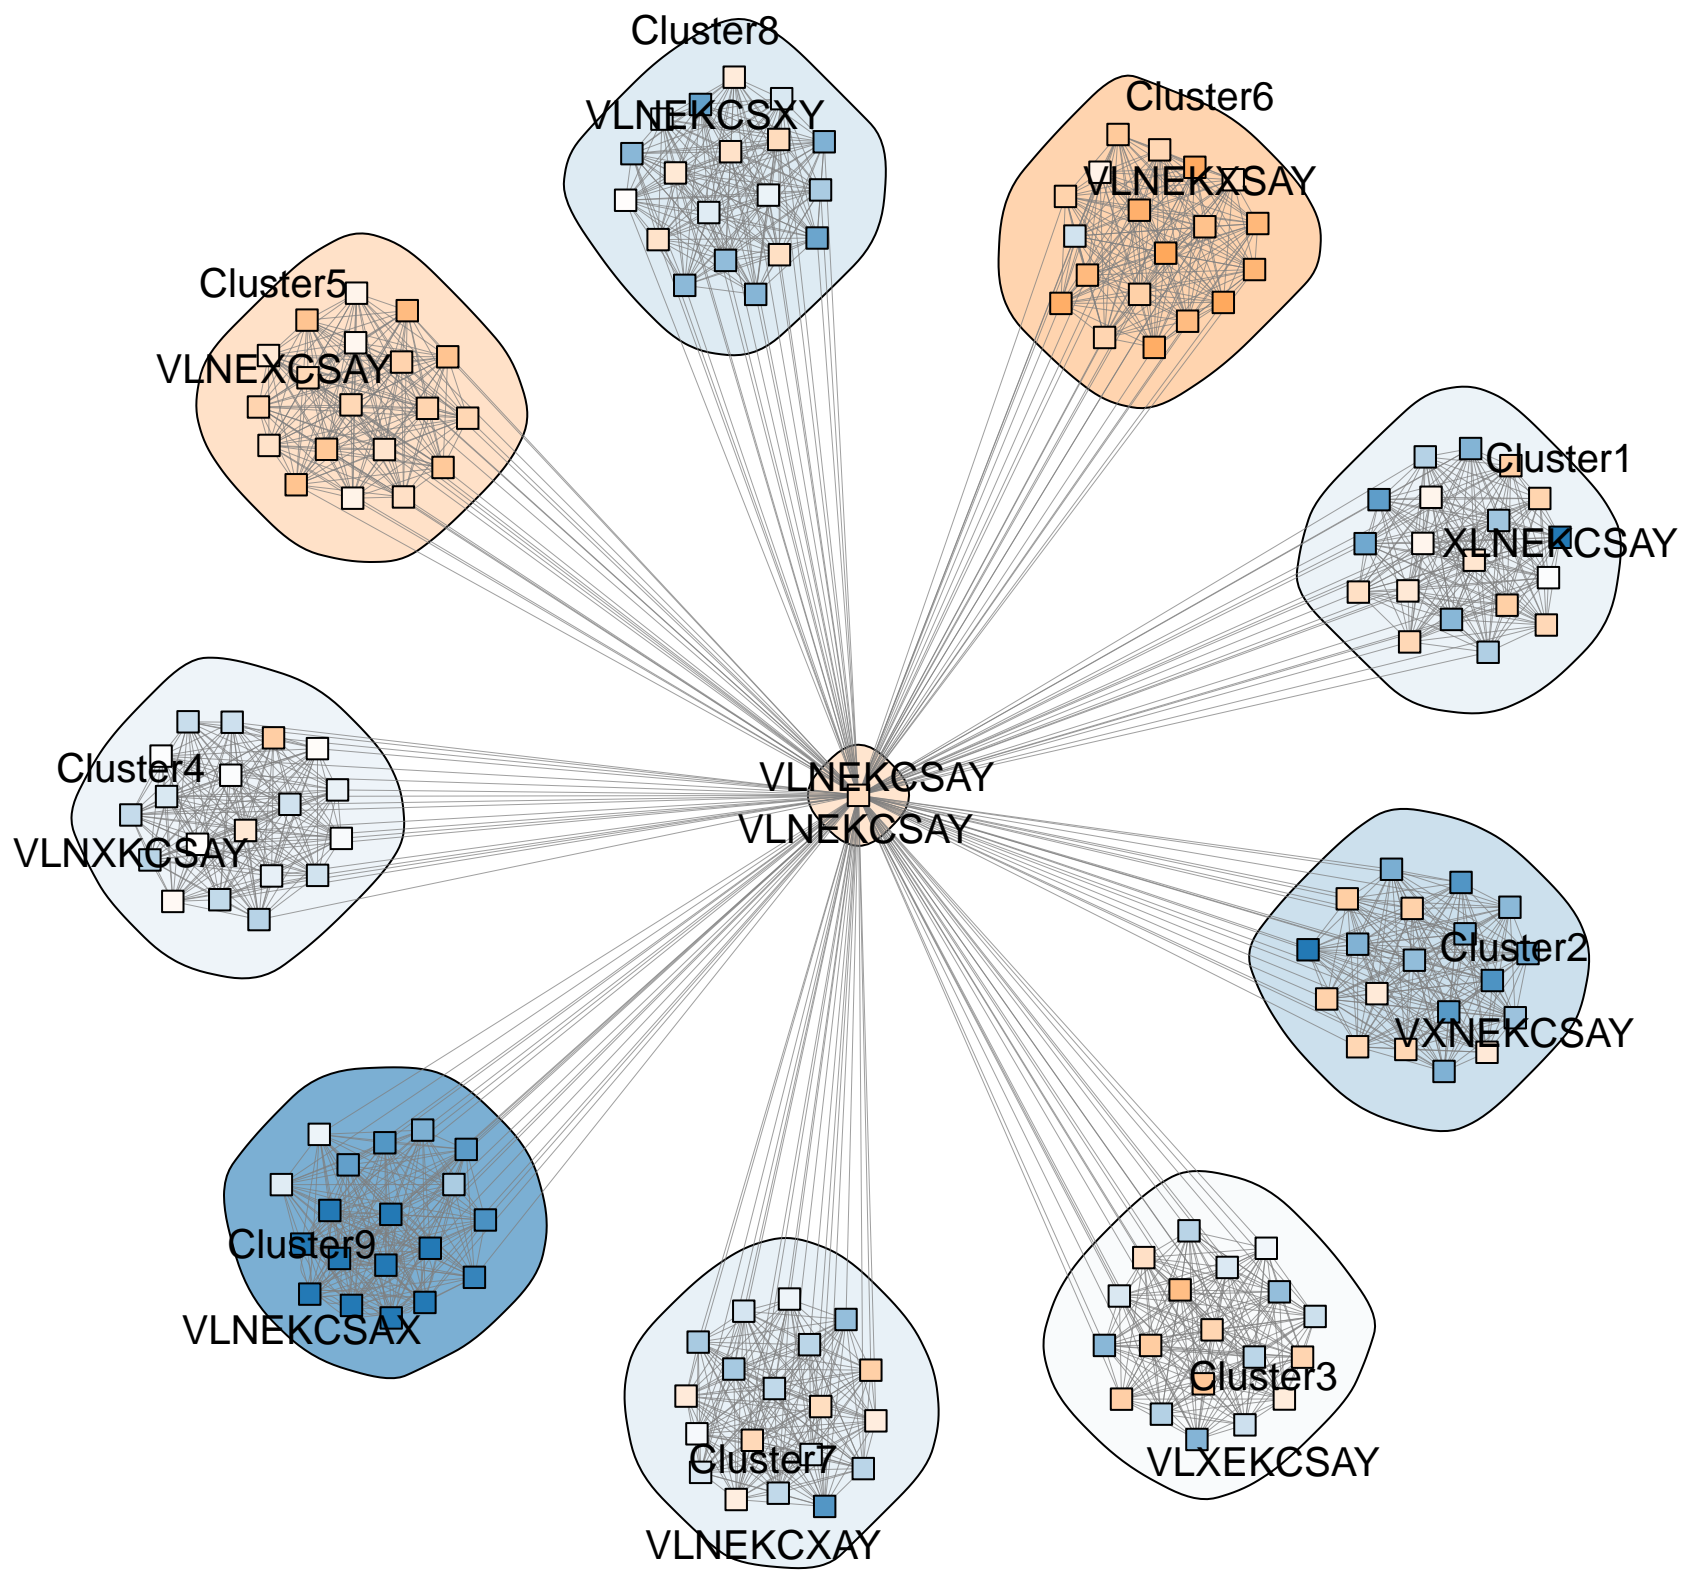 Cluster8
VLNEKCSXY
Cluster6
VLNEKXSAY
Cluster5
VLNEXCSAY
Cluster1
XLNEKCSAY
Cluster4
VLNXKCSAY
VLNEKCSAY
VLNEKCSAY
Cluster2
VXNEKCSAY
Cluster9
VLNEKCSAX
Cluster3
VLXEKCSAY
Cluster7
VLNEKCXAY